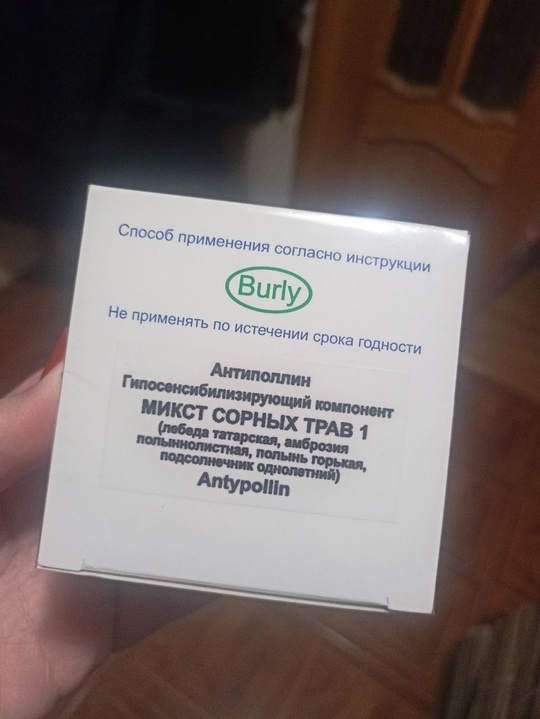 Способ применения согласно инструкции
Burly
Не применять по истечении срока годности
Антиполлин
Гипосенсибилизирующий компонент
МИКСТ СОРНЫХ ТРАВ 1
(лебеда татарская, амброзия
полыннолистная, полынь горькая,
подсолнечник однолетний)
Antypollin